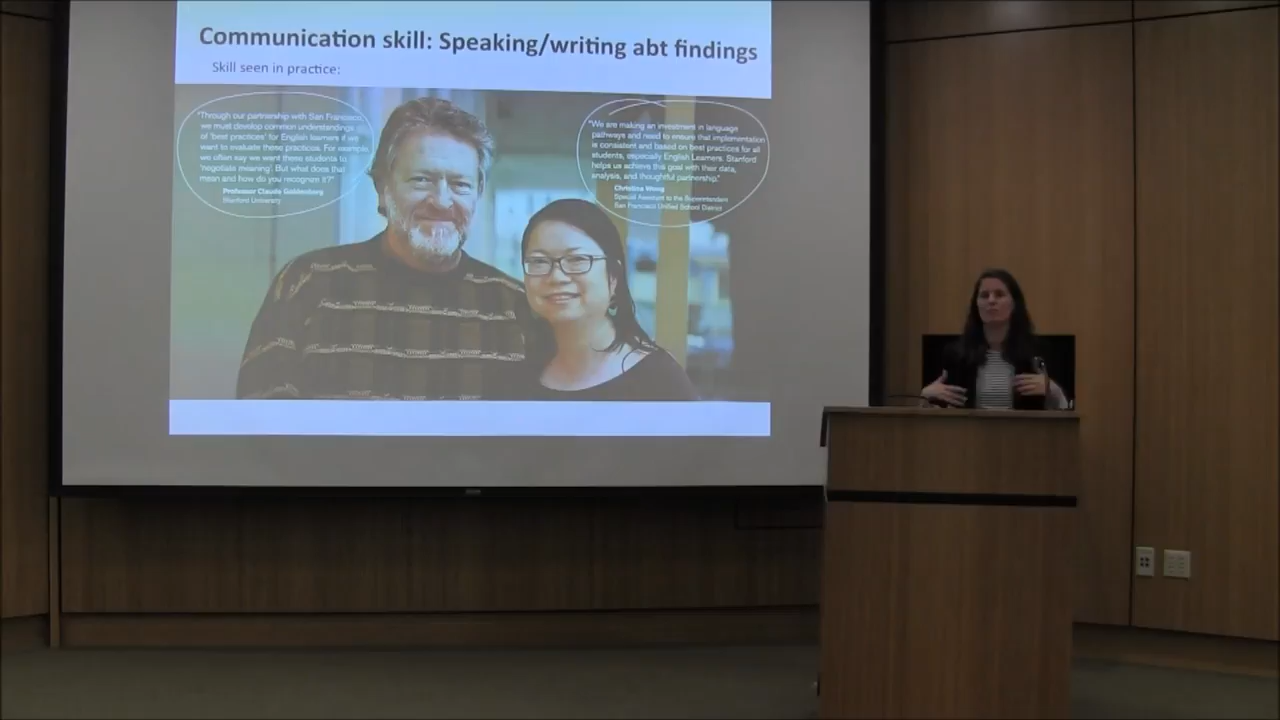 Communication skill: Speaking/writing abt findings
Skill seen in practice:
"Through our partnership with San Francisco,
we must develop common understandings
of 'best practices' for English learners if we
want to evaluate these practices. For example,
we often say we want these students to
'negotiate meaning'. But what does that
mean and how do you recognize it?"
Professor Claude Goldenberg
Stanford University
"We are making an investment in language
pathways and need to ensure that implementation
is consistent and based on best practices for all
students, especially English Learners. Stanford
helps us achieve this goal with their data,
analysis, and thoughtful partnership."
Christina Wong
Special Assistant to the Superintendent
San Francisco Unified School District